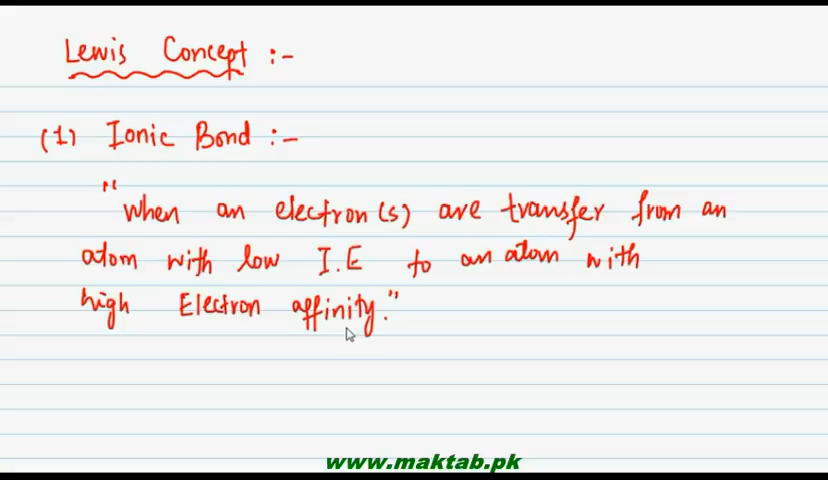 Lewis Concept :-
(1) Ionic Bond :-
"When an electron(s) are transfer from an
atom with low I.E to an atom with
high Electron affinity."
www.maktab.pk